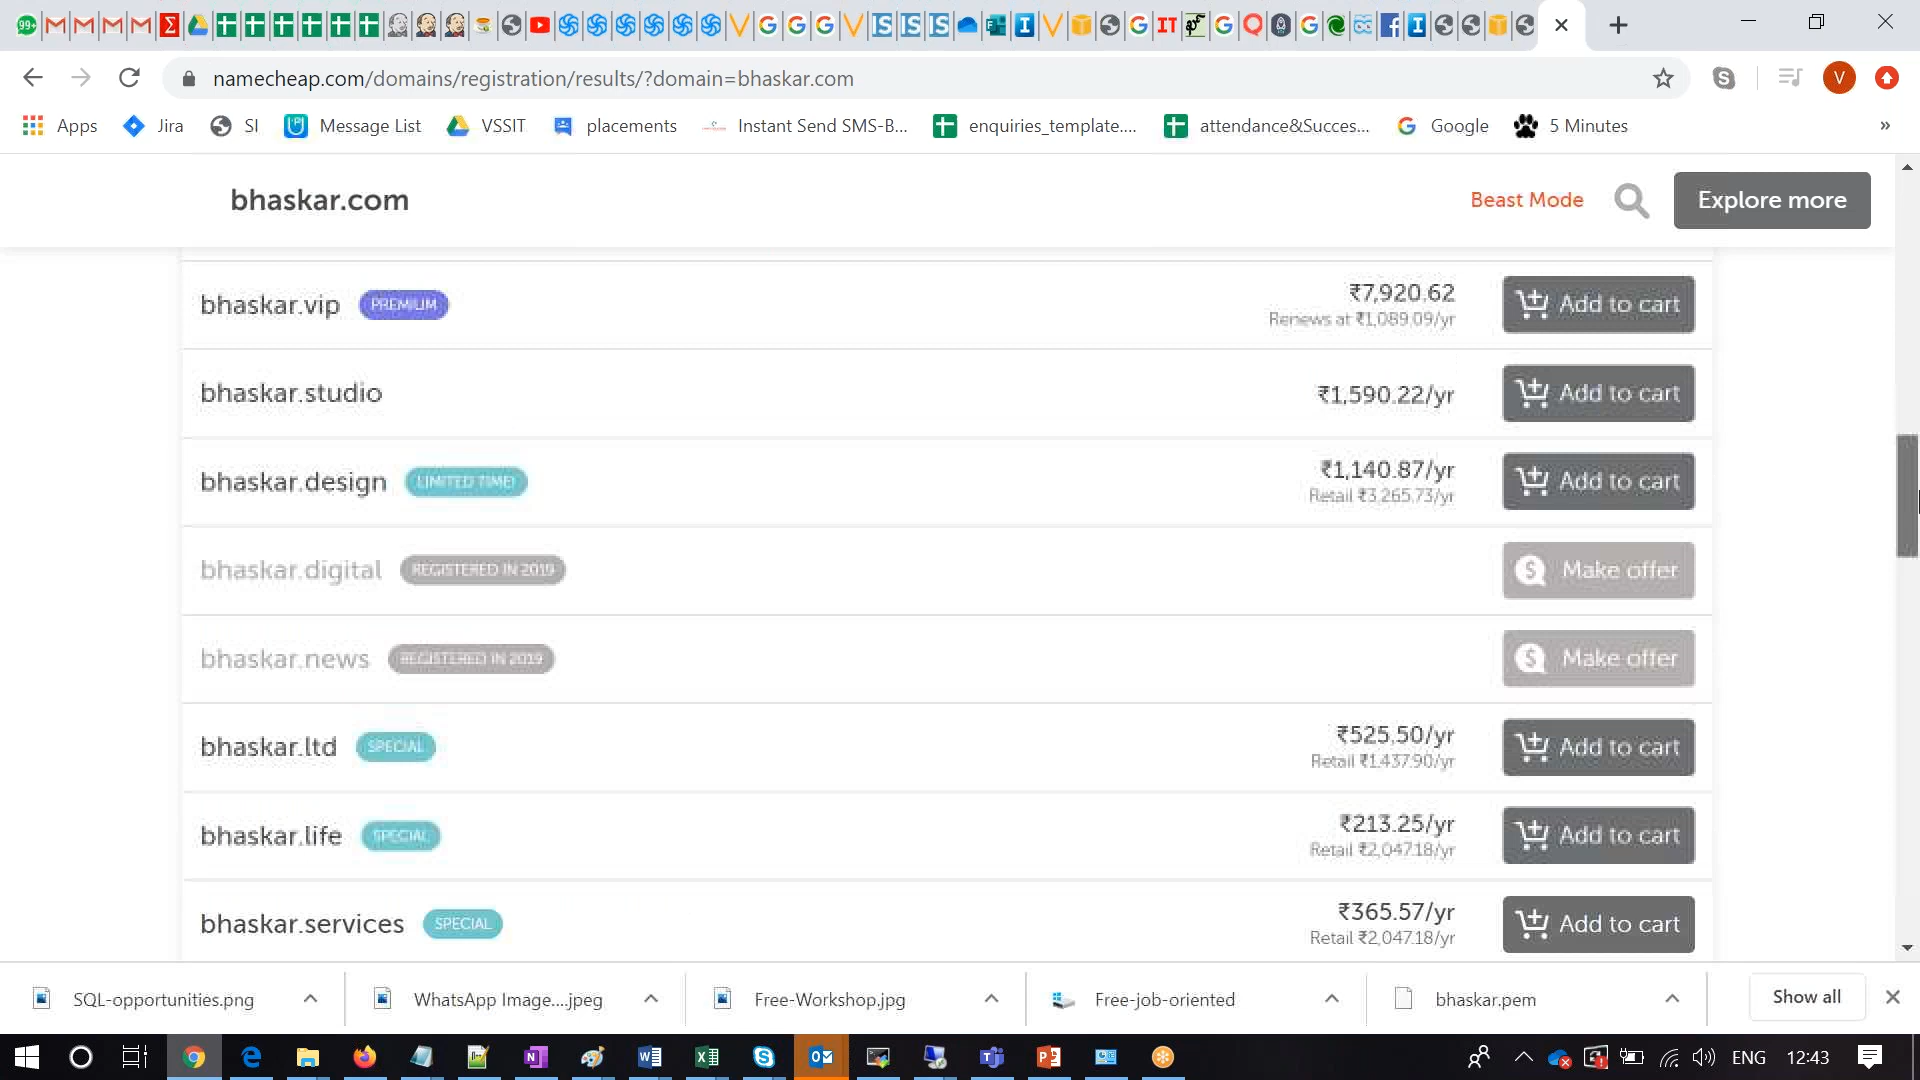 99+
namecheap.com/domains/registration/results/?domain=bhaskar.com
V
Apps Jira SI Message List VSSIT placements Instant Send SMS-B... enquiries_template.... attendance&Succes... Google 5 Minutes »
bhaskar.com Beast Mode Explore more
bhaskar.vip PREMIUM ₹7,920.62 Add to cart
Renews at ₹1,089.09/yr
bhaskar.studio ₹1,590.22/yr Add to cart
bhaskar.design LIMITED TIME! ₹1,140.87/yr Add to cart
Retail ₹3,265.73/yr
bhaskar.digital REGISTERED IN 2019 Make offer
bhaskar.news REGISTERED IN 2019 Make offer
bhaskar.ltd SPECIAL ₹525.50/yr Add to cart
Retail ₹1,437.90/yr
bhaskar.life SPECIAL ₹213.25/yr Add to cart
Retail ₹2,047.18/yr
bhaskar.services SPECIAL ₹365.57/yr Add to cart
Retail ₹2,047.18/yr
SQL-opportunities.png WhatsApp Image....jpeg Free-Workshop.jpg Free-job-oriented bhaskar.pem Show all
ENG 12:43